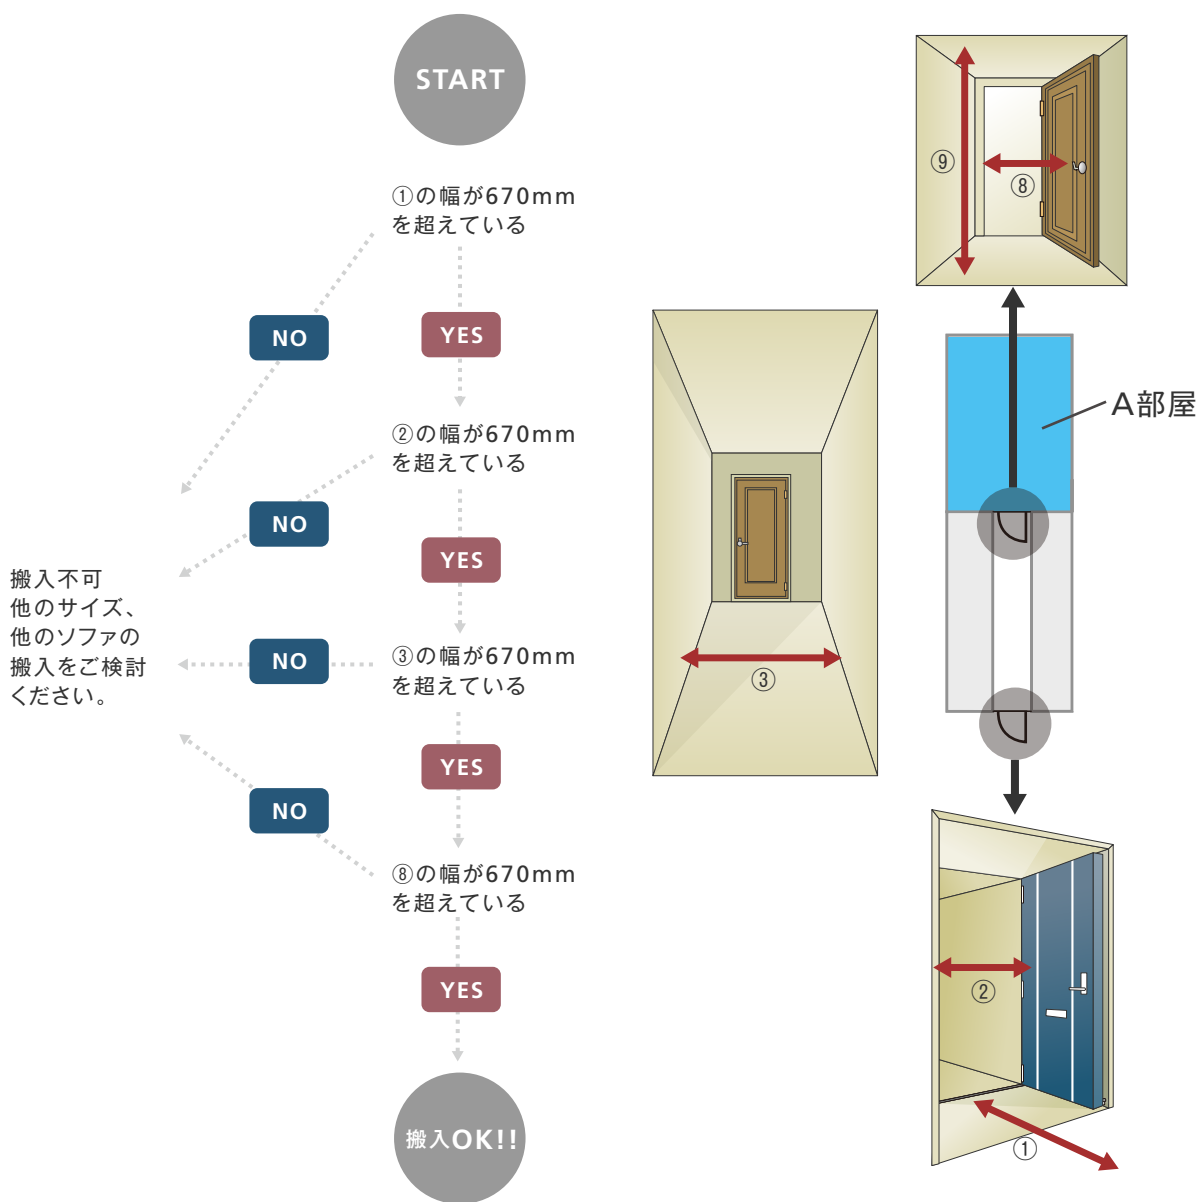 START
①の幅が670mm
を超えている
NO
YES
②の幅が670mm
を超えている
NO
YES
搬入不可
他のサイズ、
他のソファの
搬入をご検討
ください。
③の幅が670mm
を超えている
NO
YES
⑧の幅が670mm
を超えている
NO
YES
搬入OK!!
⑨
⑧
A部屋
③
②
①